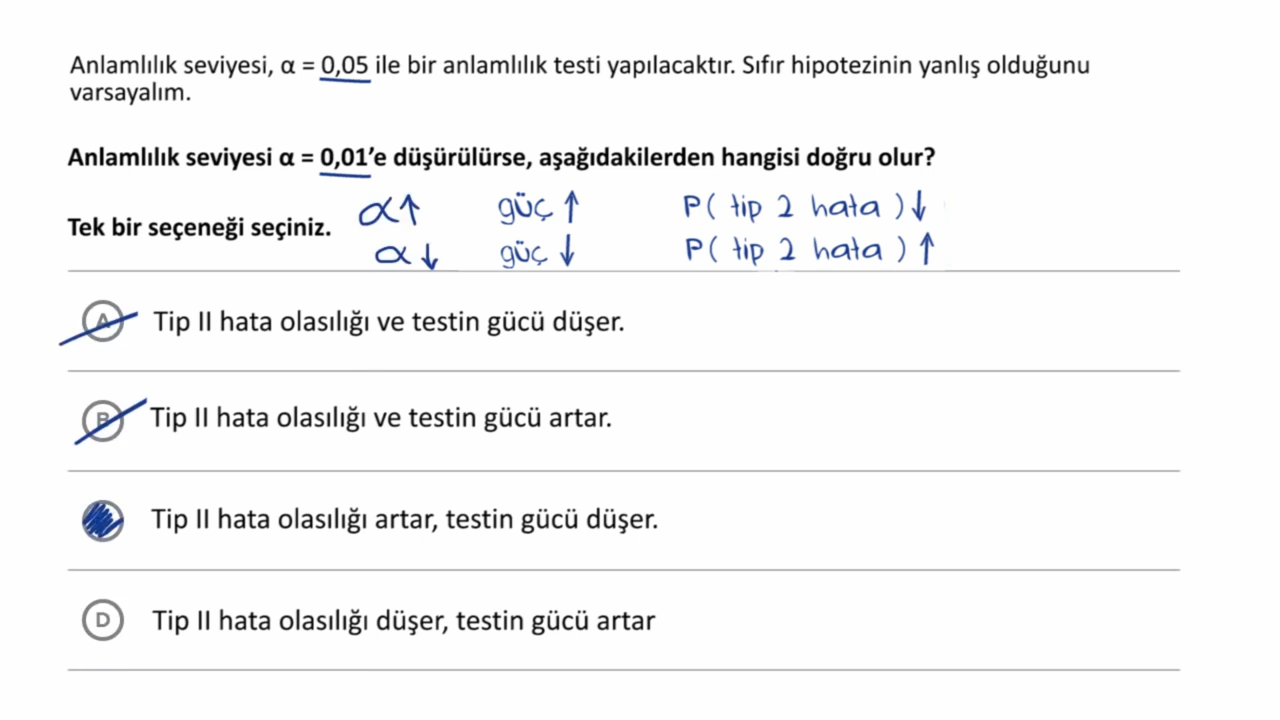 Anlamlılık seviyesi, α = 0,05 ile bir anlamlılık testi yapılacaktır. Sıfır hipotezinin yanlış olduğunu
varsayalım.
Anlamlılık seviyesi α = 0,01’e düşürülürse, aşağıdakilerden hangisi doğru olur?
α↑ güç ↑ P( tip 2 hata )↓
Tek bir seçeneği seçiniz.
α↓ güç ↓ P( tip 2 hata )↑
A Tip II hata olasılığı ve testin gücü düşer.
B Tip II hata olasılığı ve testin gücü artar.
Tip II hata olasılığı artar, testin gücü düşer.
D Tip II hata olasılığı düşer, testin gücü artar